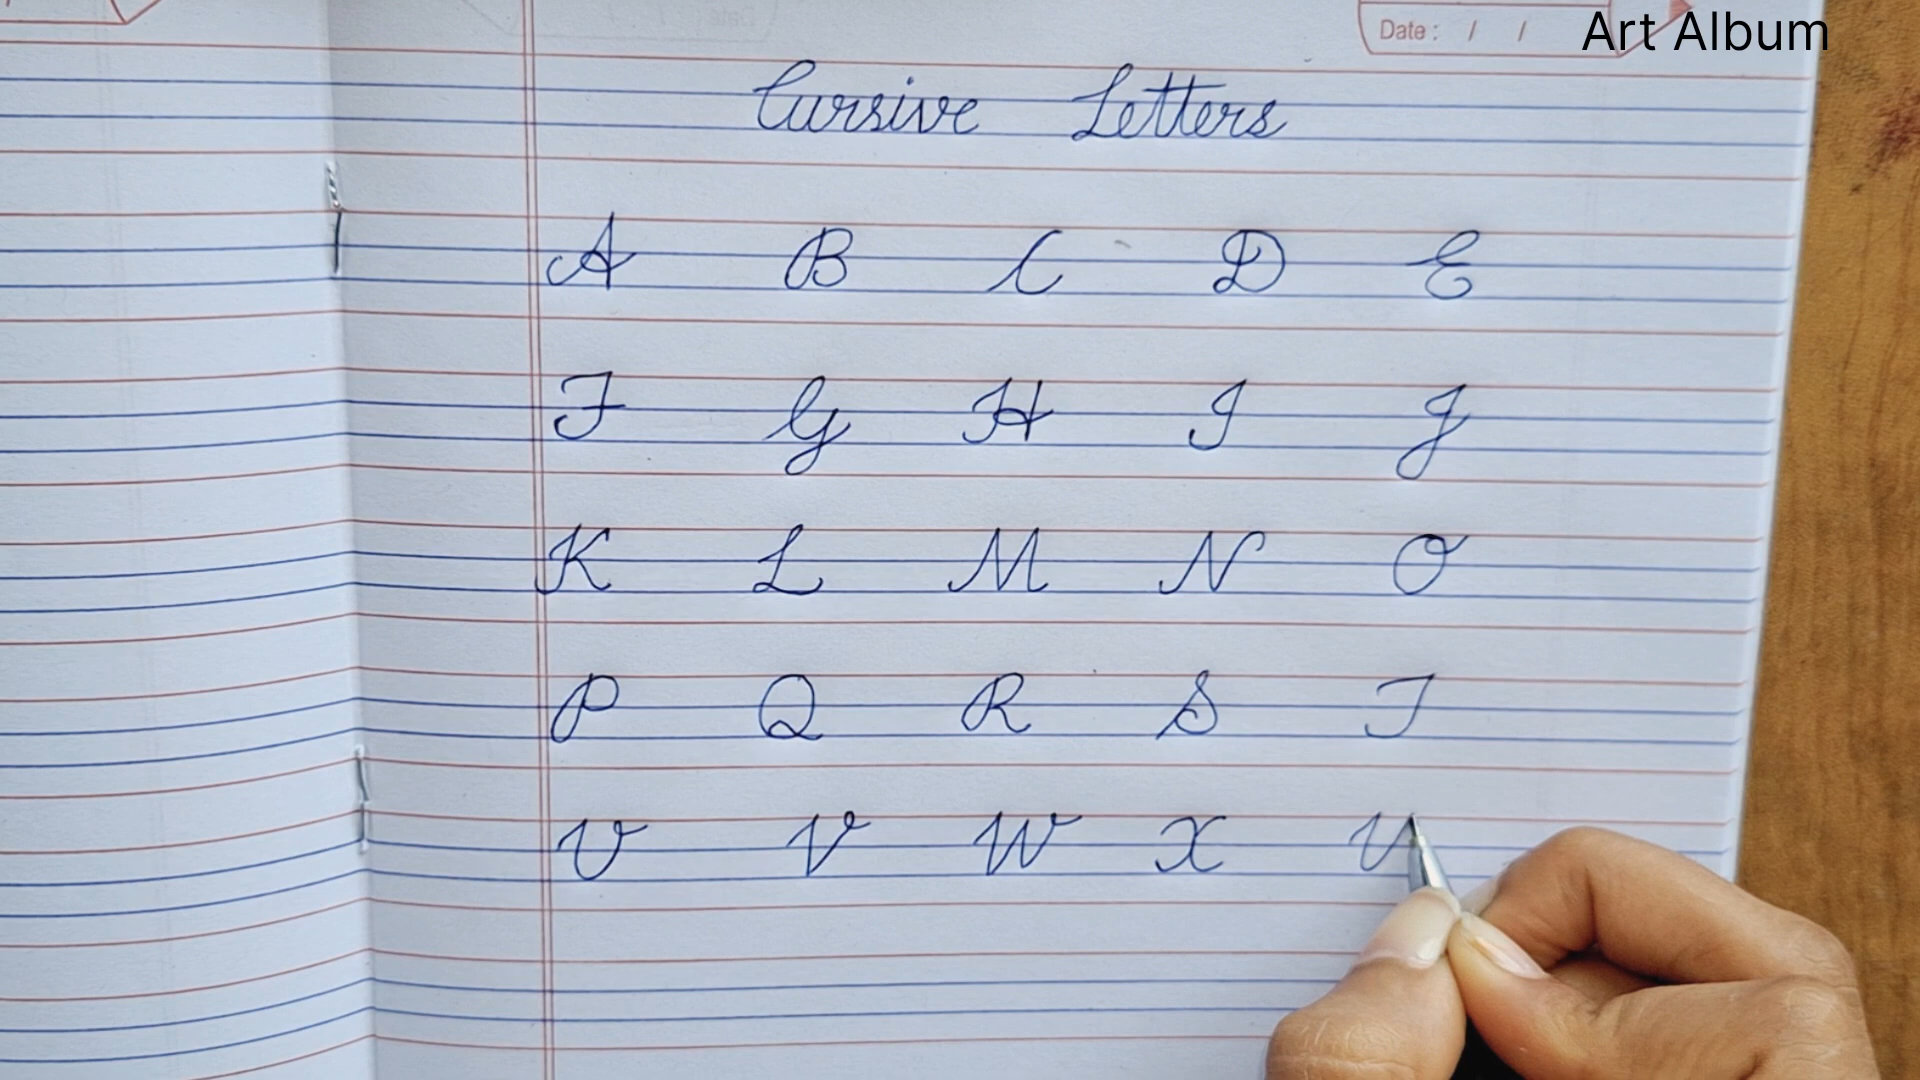 Art Album
Date : / /
Cursive Letters
A B C D E
F G H I J
K L M N O
P Q R S T
U V W X